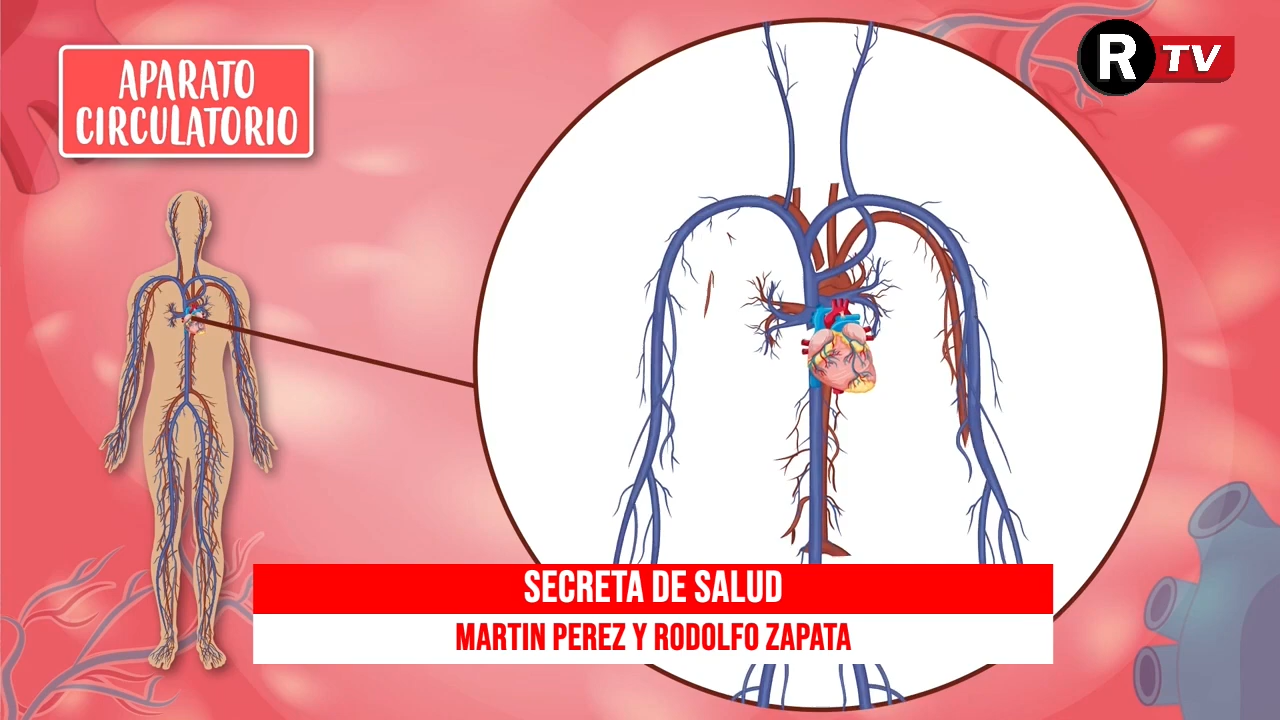 APARATO
CIRCULATORIO
R TV
SECRETA DE SALUD
MARTIN PEREZ Y RODOLFO ZAPATA